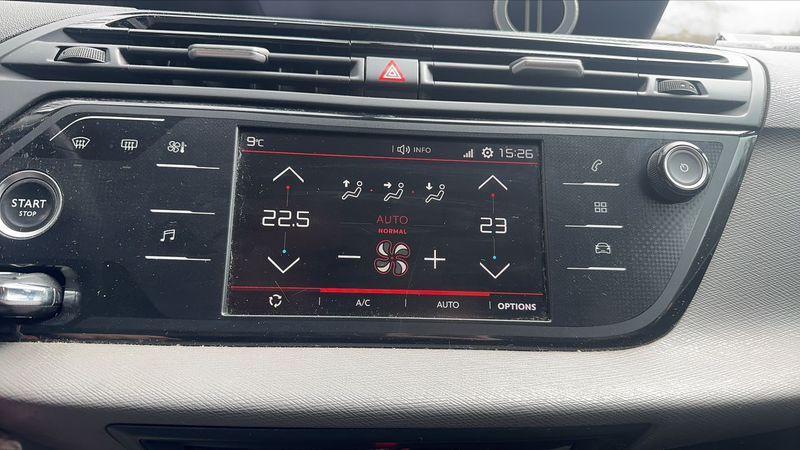 9°C
INFO
15:26
START
STOP
22.5
AUTO
23
NORMAL
A/C
AUTO
OPTIONS